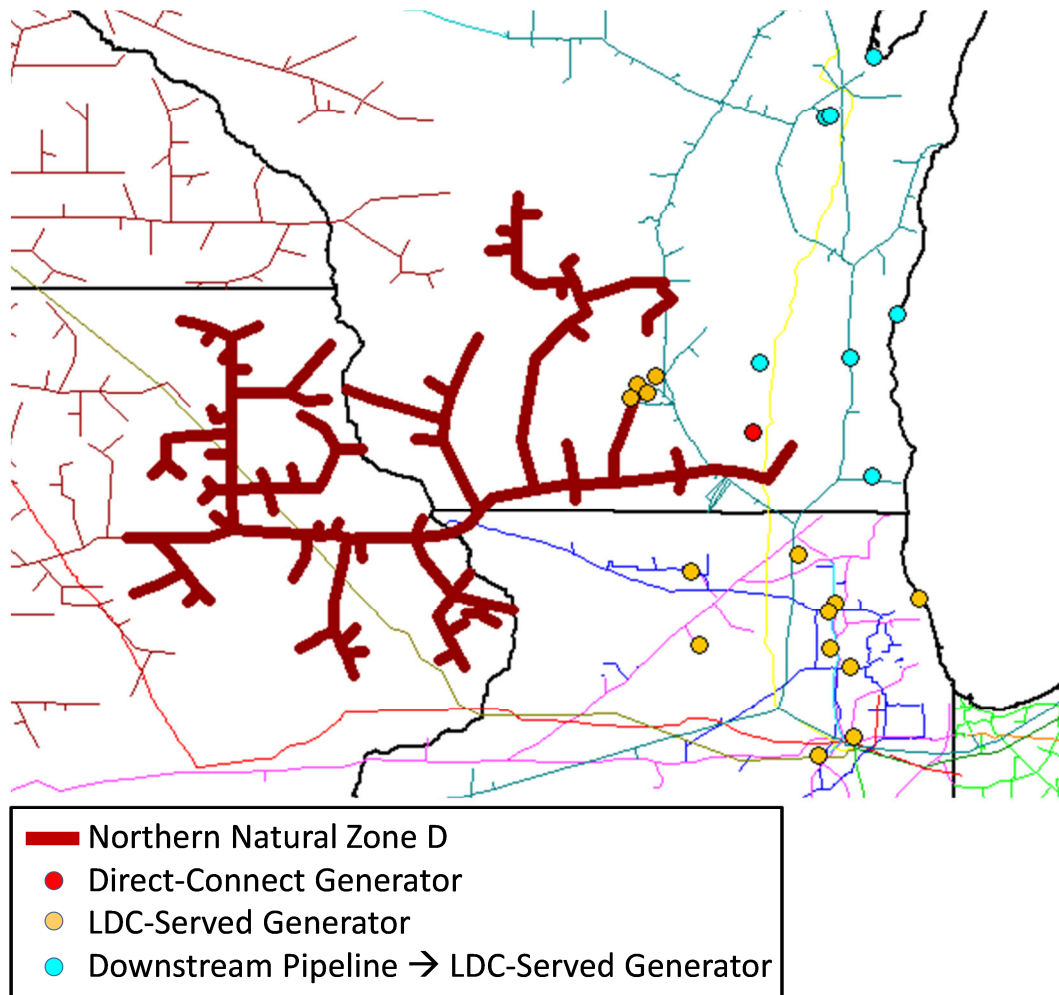 Northern Natural Zone D
Direct-Connect Generator
LDC-Served Generator
Downstream Pipeline → LDC-Served Generator